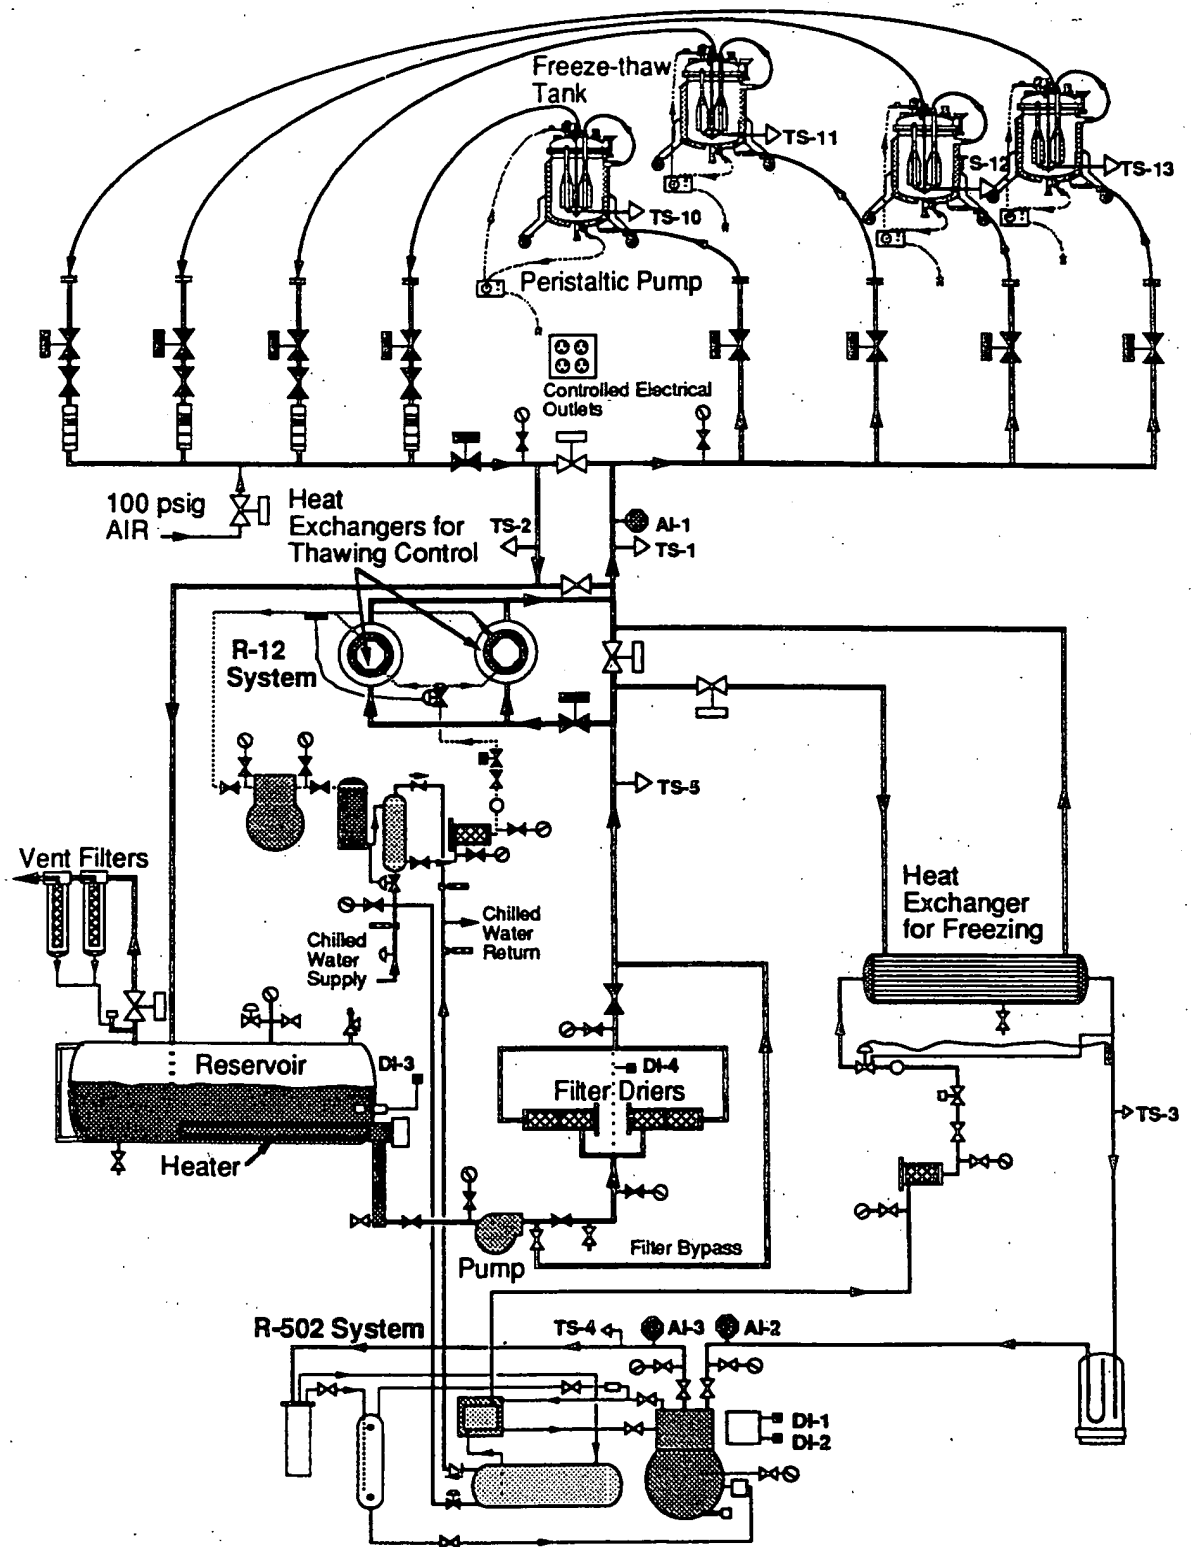 Freeze-thaw
Tank
TS-11
TS-12
TS-13
TS-10
Peristaltic Pump
Controlled Electrical
Outlets
100 psig
AIR
Heat
Exchangers for
Thawing Control
TS-2
AI-1
TS-1
R-12
System
TS-5
Vent Filters
Heat
Exchanger
for Freezing
Chilled
Water
Supply
Chilled
Water
Return
Reservoir
DI-3
DI-4
Filter Driers
TS-3
Heater
Filter Bypass
Pump
R-502 System
TS-4
AI-3
AI-2
DI-1
DI-2